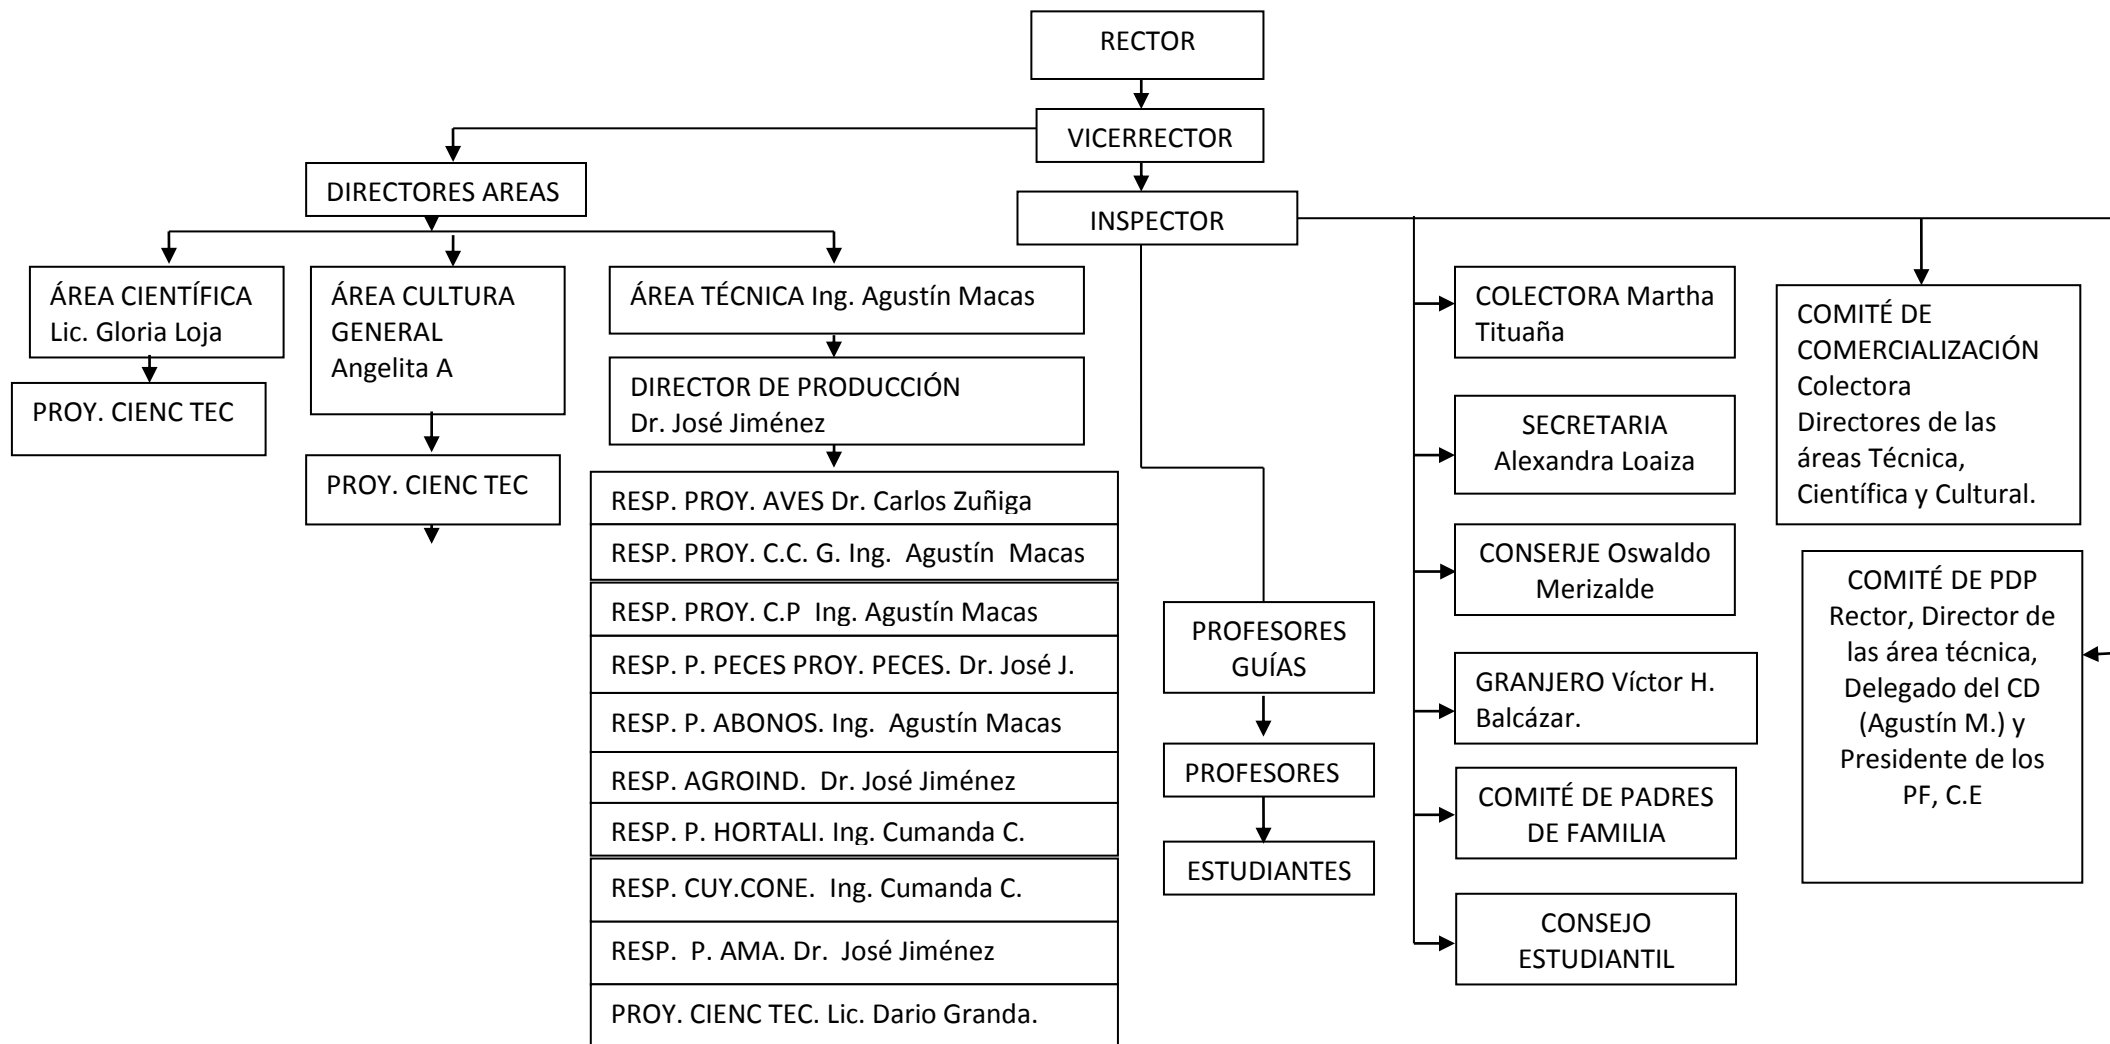 RECTOR
VICERRECTOR
DIRECTORES AREAS
INSPECTOR
ÁREA CIENTÍFICA
Lic. Gloria Loja
PROY. CIENC TEC
ÁREA CULTURA
GENERAL
Angelita A
PROY. CIENC TEC
ÁREA TÉCNICA Ing. Agustín Macas
DIRECTOR DE PRODUCCIÓN
Dr. José Jiménez
RESP. PROY. AVES Dr. Carlos Zuñiga
RESP. PROY. C.C. G. Ing.  Agustín  Macas
RESP. PROY. C.P  Ing. Agustín Macas
RESP. P. PECES PROY. PECES. Dr. José J.
RESP. P. ABONOS. Ing.  Agustín Macas
RESP. AGROIND.  Dr. José Jiménez
RESP. P. HORTALI. Ing. Cumanda C.
RESP. CUY.CONE.  Ing. Cumanda C.
RESP.  P. AMA. Dr.  José Jiménez
PROY. CIENC TEC. Lic. Dario Granda.
PROFESORES
GUÍAS
PROFESORES
ESTUDIANTES
COLECTORA Martha
Tituaña
SECRETARIA
Alexandra Loaiza
CONSERJE Oswaldo
Merizalde
GRANJERO Víctor H.
Balcázar.
COMITÉ DE PADRES
DE FAMILIA
CONSEJO
ESTUDIANTIL
COMITÉ DE
COMERCIALIZACIÓN
Colectora
Directores de las
áreas Técnica,
Científica y Cultural.
COMITÉ DE PDP
Rector, Director de
las área técnica,
Delegado del CD
(Agustín M.) y
Presidente de los
PF, C.E